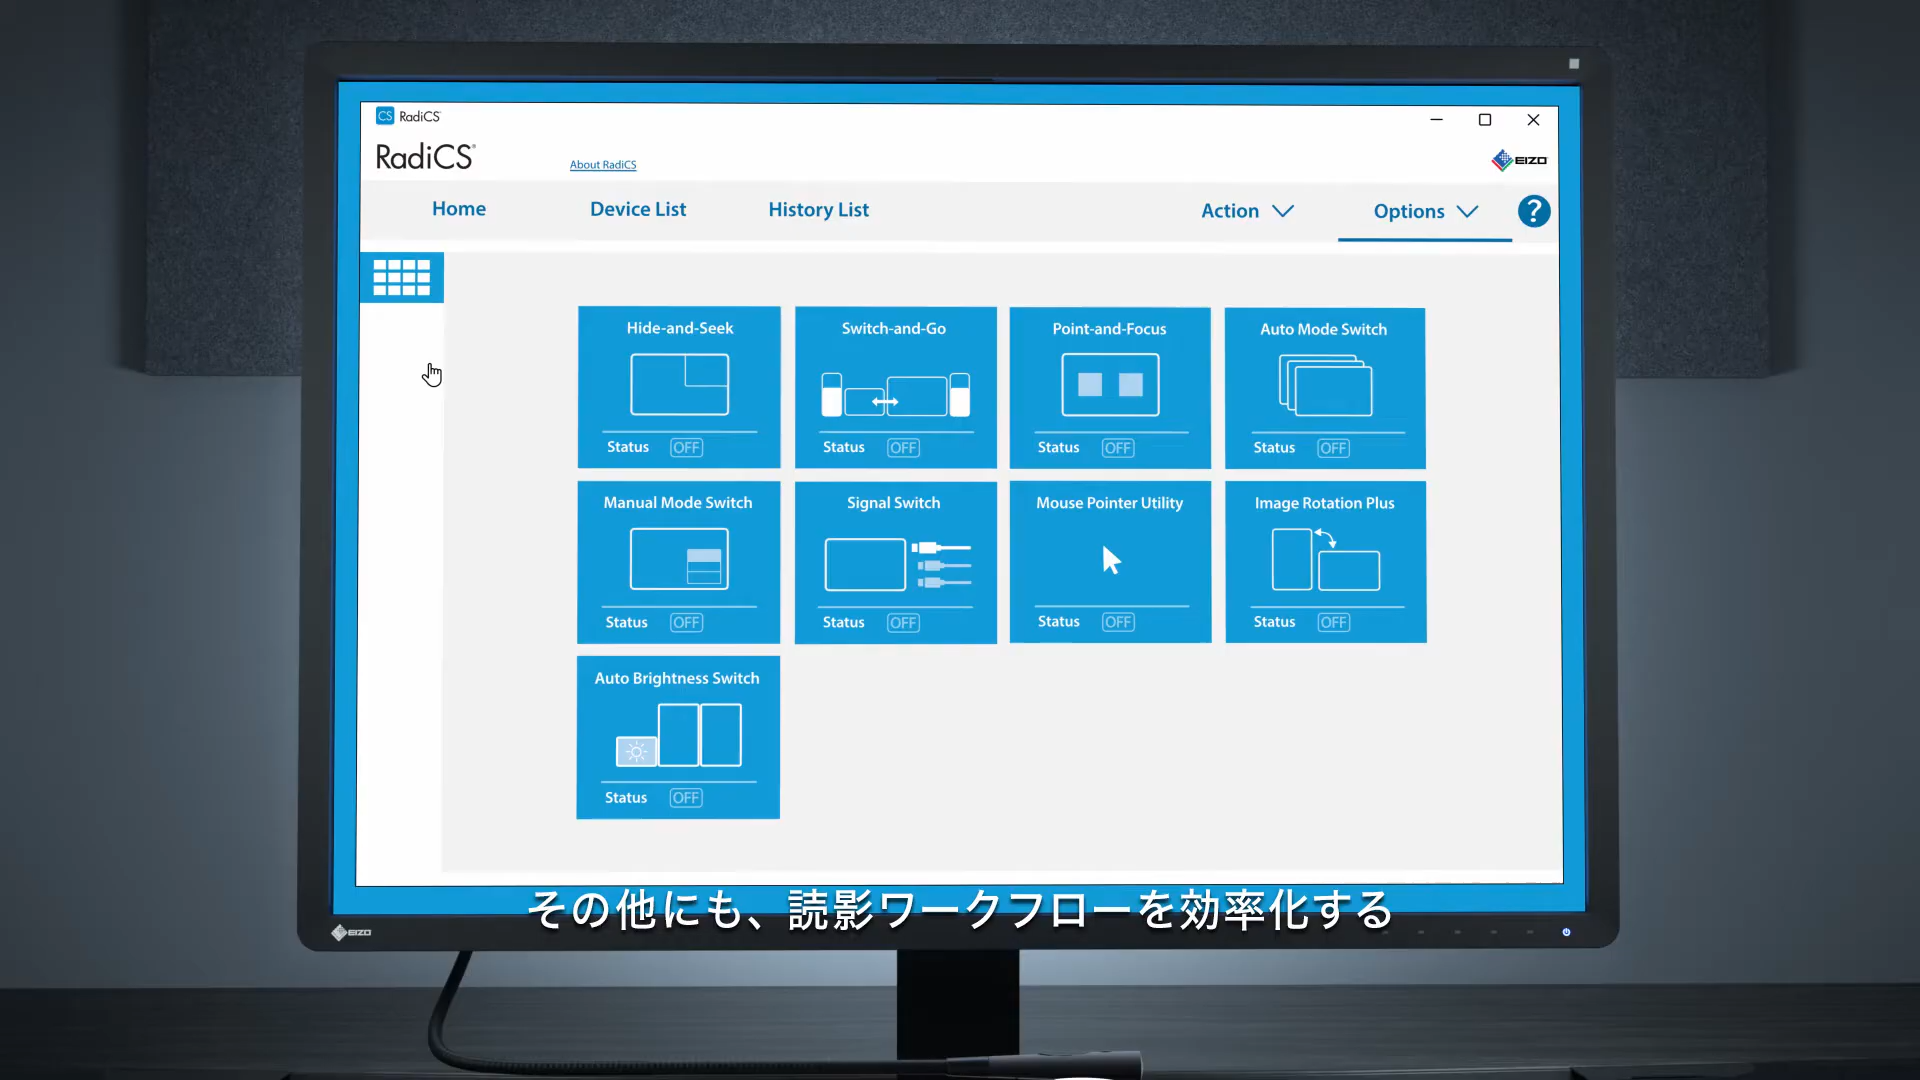 CS RadiCS
RadiCS®
About RadiCS
EIZO
Home
Device List
History List
Action
Options
?
Hide-and-Seek
Status OFF
Switch-and-Go
Status OFF
Point-and-Focus
Status OFF
Auto Mode Switch
Status OFF
Manual Mode Switch
Status OFF
Signal Switch
Status OFF
Mouse Pointer Utility
Status OFF
Image Rotation Plus
Status OFF
Auto Brightness Switch
Status OFF
その他にも、読影ワークフローを効率化する
EIZO